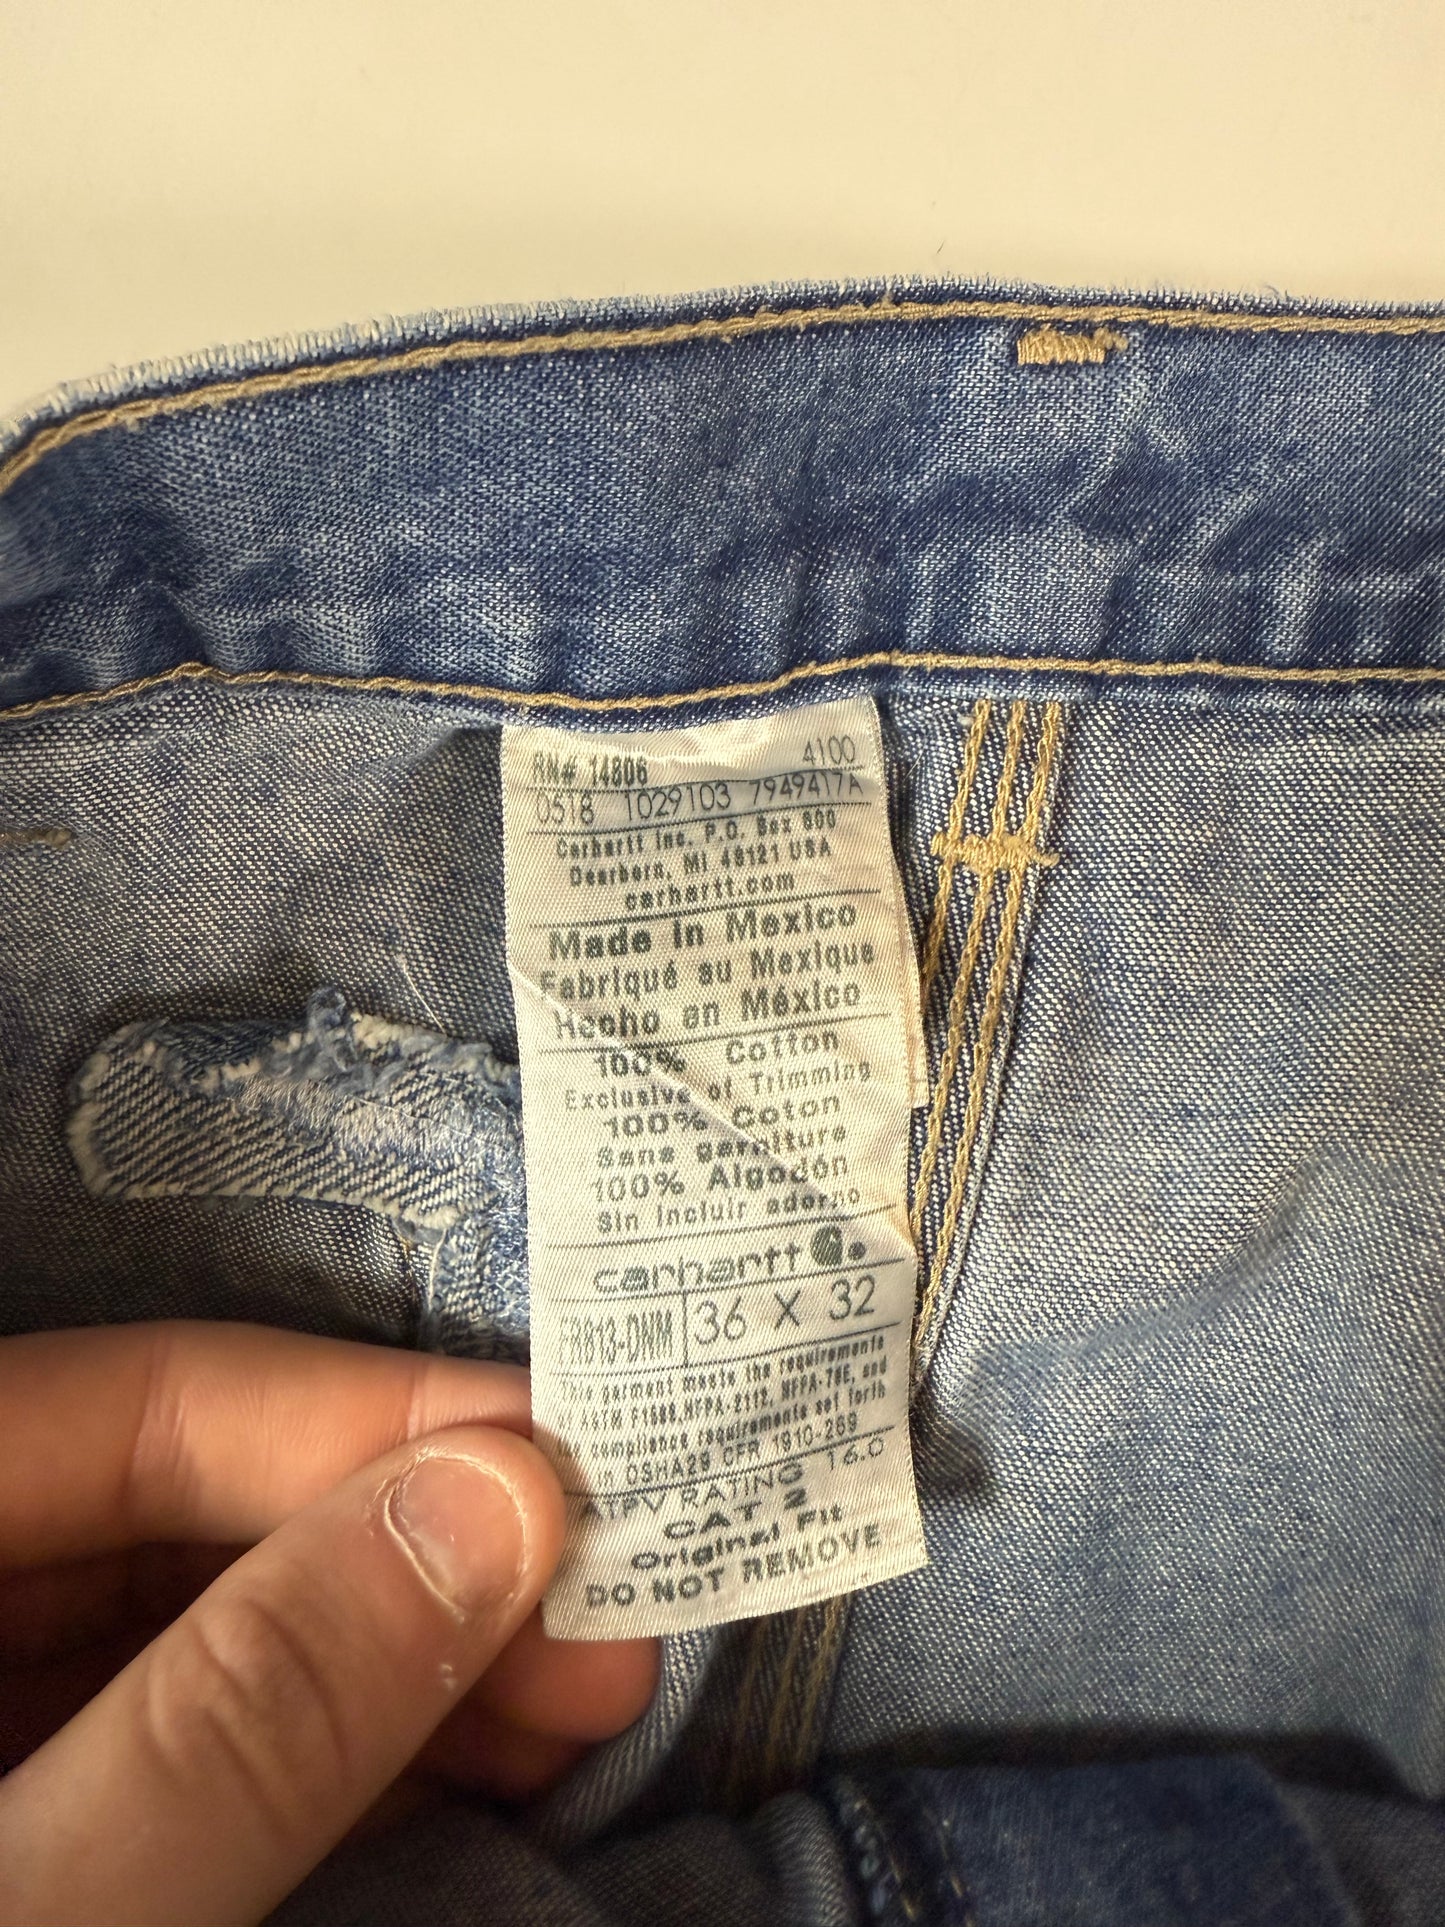 RN# 14806 4100
0518 1029103 7949417A
Carhartt Inc. P.O. Box 600
Dearborn, MI 48121 USA
carhartt.com
Made in Mexico
Fabriqué au Mexique
Hecho en México
100% Cotton
Exclusive of Trimming
100% Coton
Sans garniture
100% Algodón
Sin incluir adorno
carhartt
FRB13-DNM 36 X 32
This garment meets the requirements
of ASTM F1506, NFPA-2112, NFPA-70E, and
the compliance requirements set forth
in OSHA29 CFR 1910-269
ATPV RATING 16.0
CAT 2
Original Fit
DO NOT REMOVE